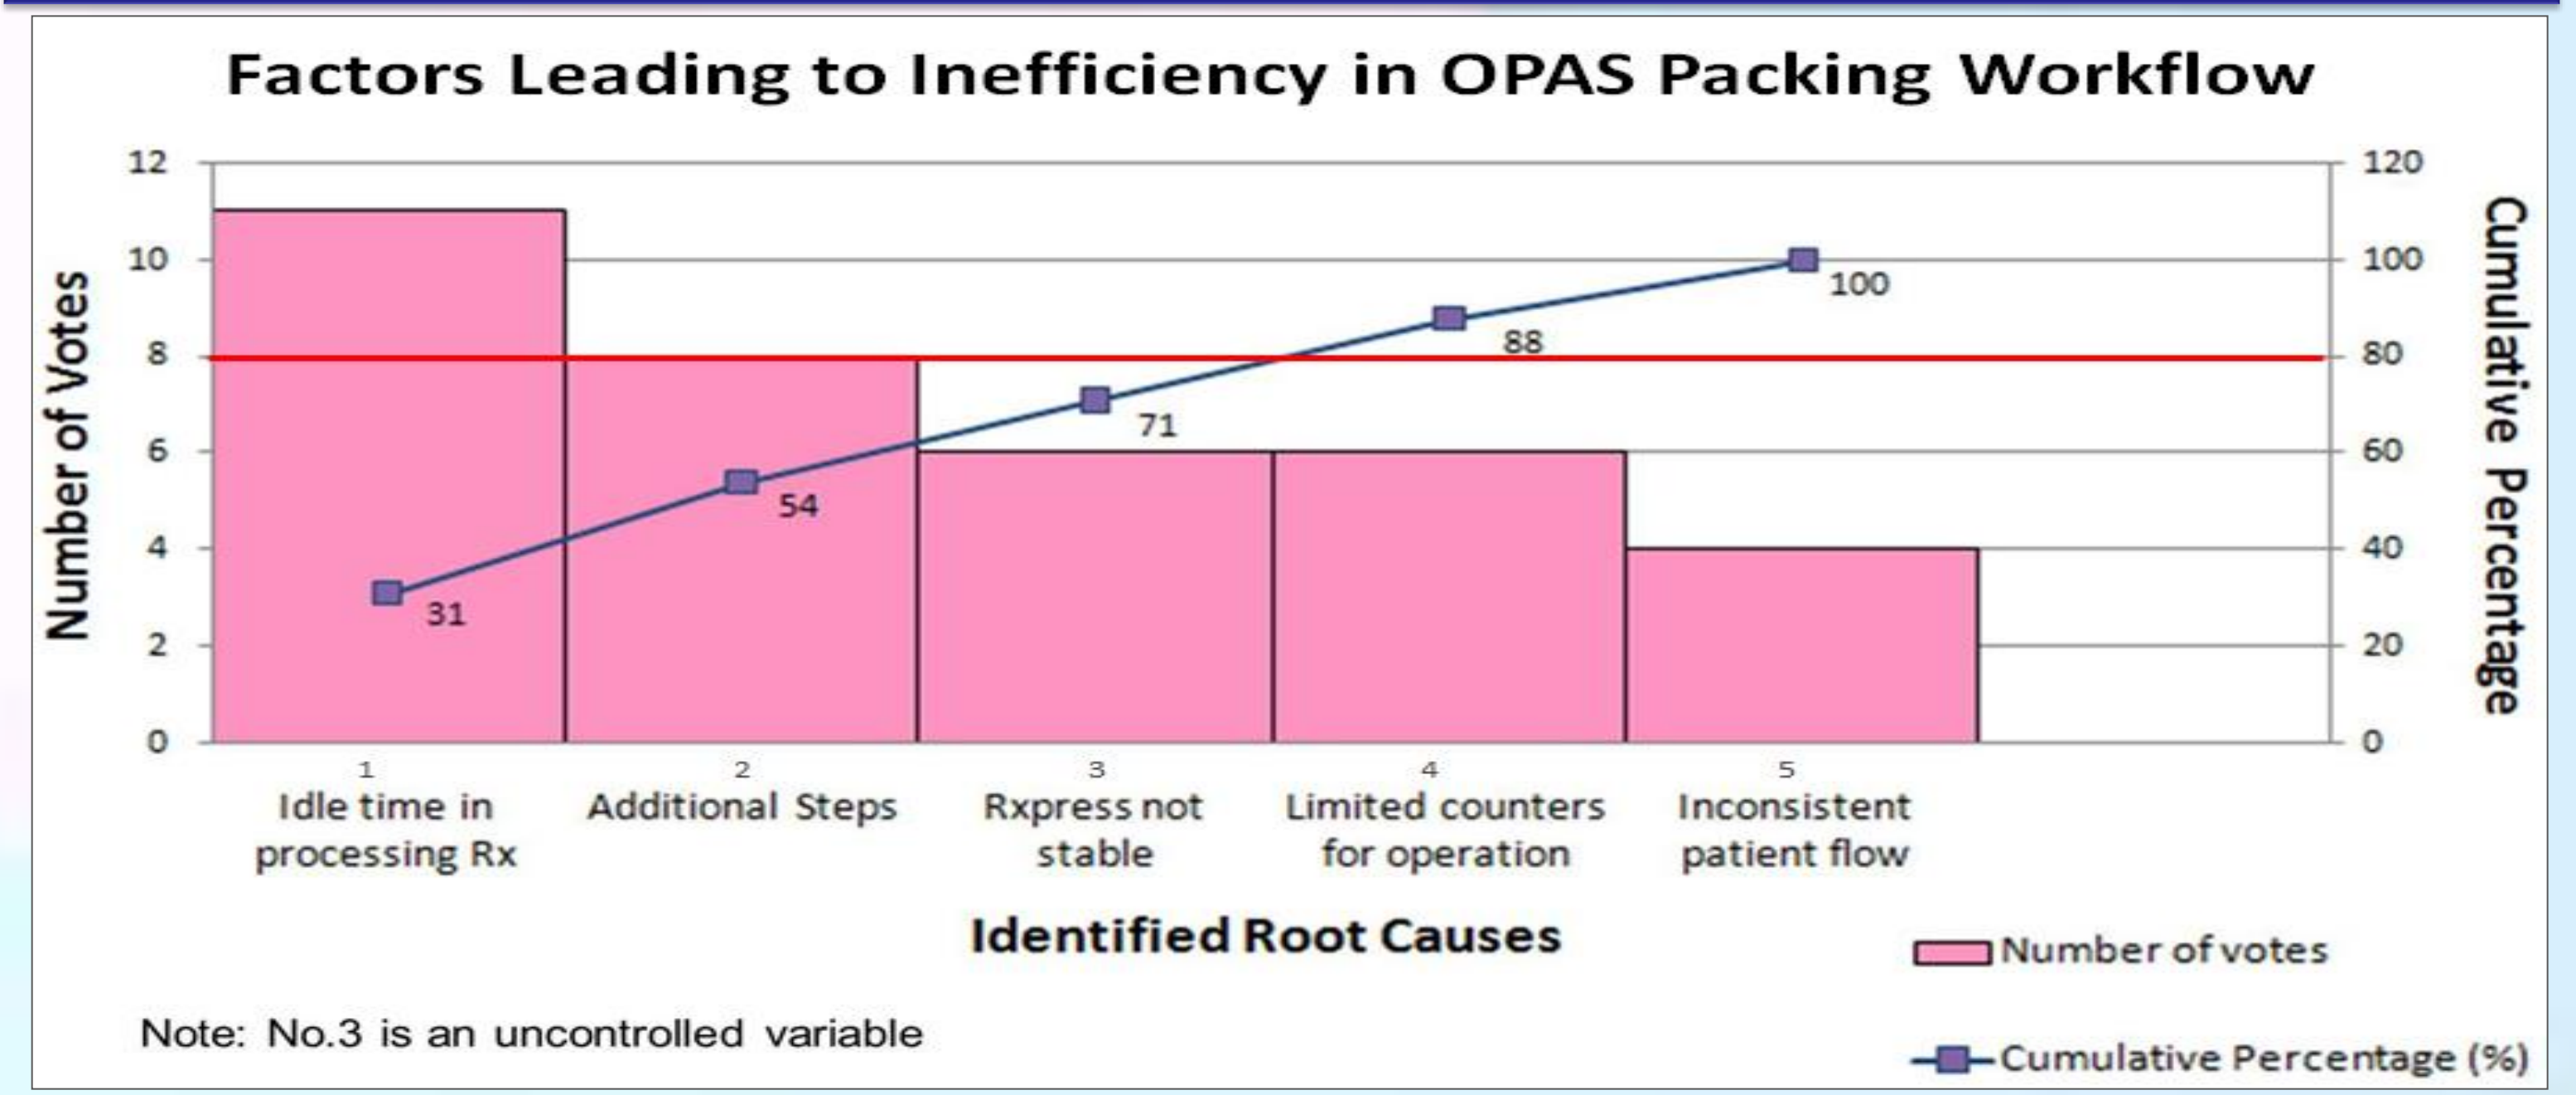 Factors Leading to Inefficiency in OPAS Packing Workflow
Number of Votes
12
10
8
6
4
2
0
120
100
80
60
40
20
0
Cumulative Percentage
31
54
71
88
100
1
2
3
4
5
Idle time in
processing Rx
Additional Steps
Rxpress not
stable
Limited counters
for operation
Inconsistent
patient flow
Identified Root Causes
Number of votes
Cumulative Percentage (%)
Note: No.3 is an uncontrolled variable